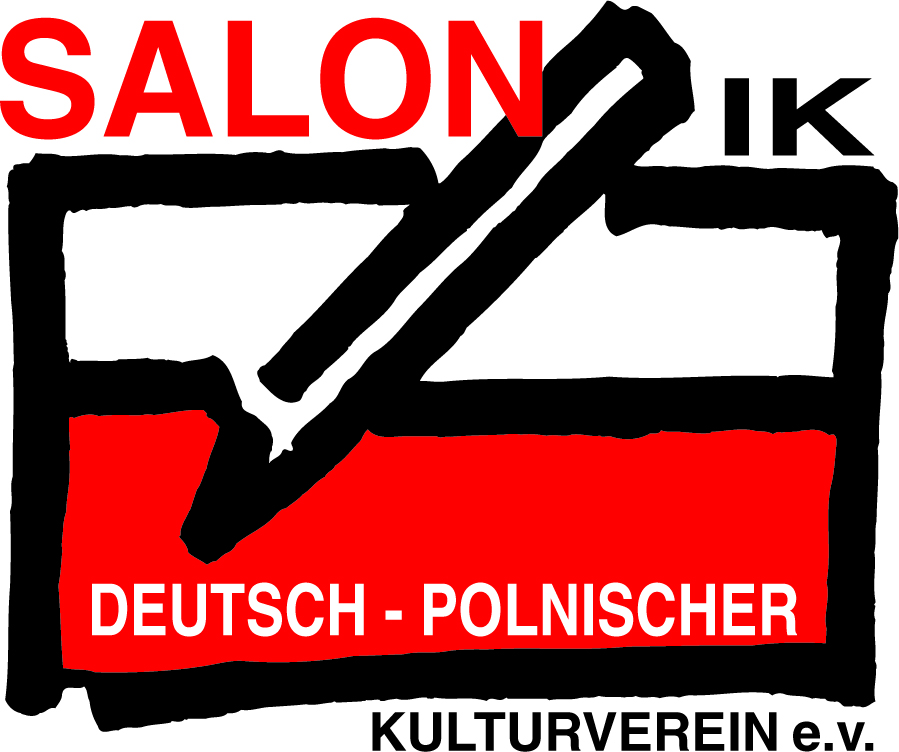 SALON IK
DEUTSCH - POLNISCHER
KULTURVEREIN e.v.